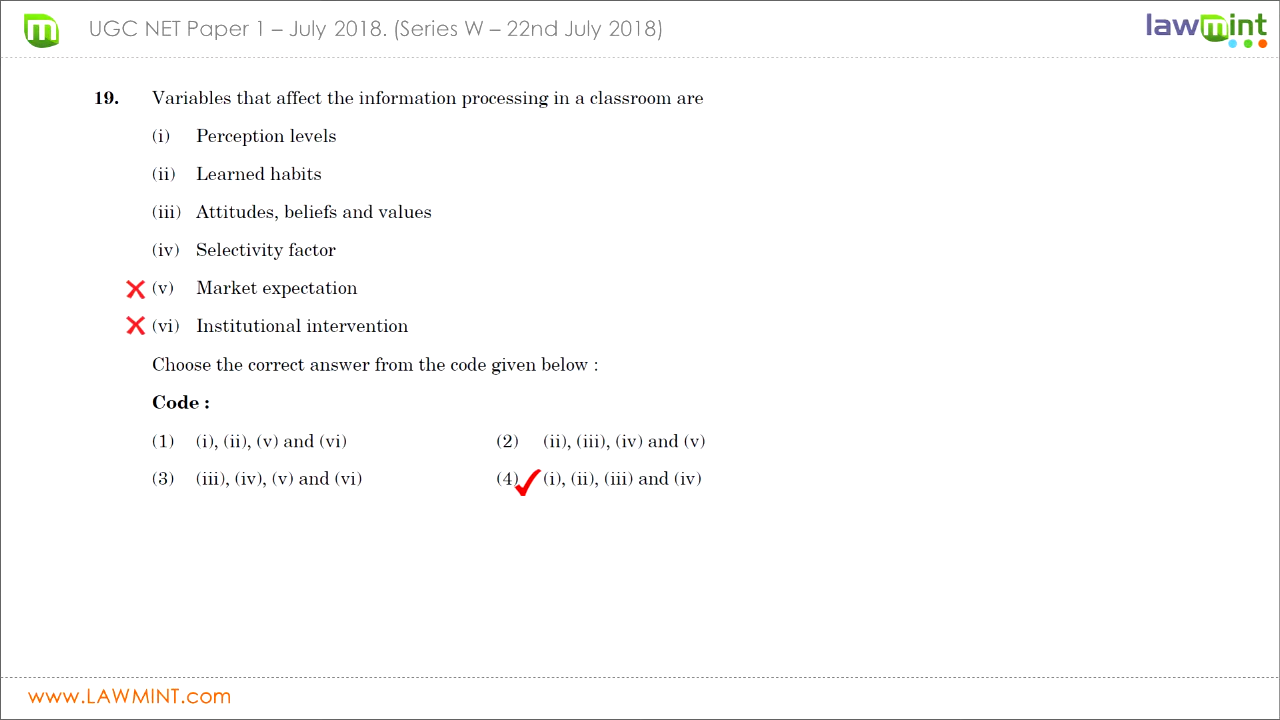 m UGC NET Paper 1 – July 2018. (Series W – 22nd July 2018) lawmint
19. Variables that affect the information processing in a classroom are
(i) Perception levels
(ii) Learned habits
(iii) Attitudes, beliefs and values
(iv) Selectivity factor
(v) Market expectation
(vi) Institutional intervention
Choose the correct answer from the code given below :
Code :
(1) (i), (ii), (v) and (vi) (2) (ii), (iii), (iv) and (v)
(3) (iii), (iv), (v) and (vi) (4) (i), (ii), (iii) and (iv)
www.LAWMINT.com